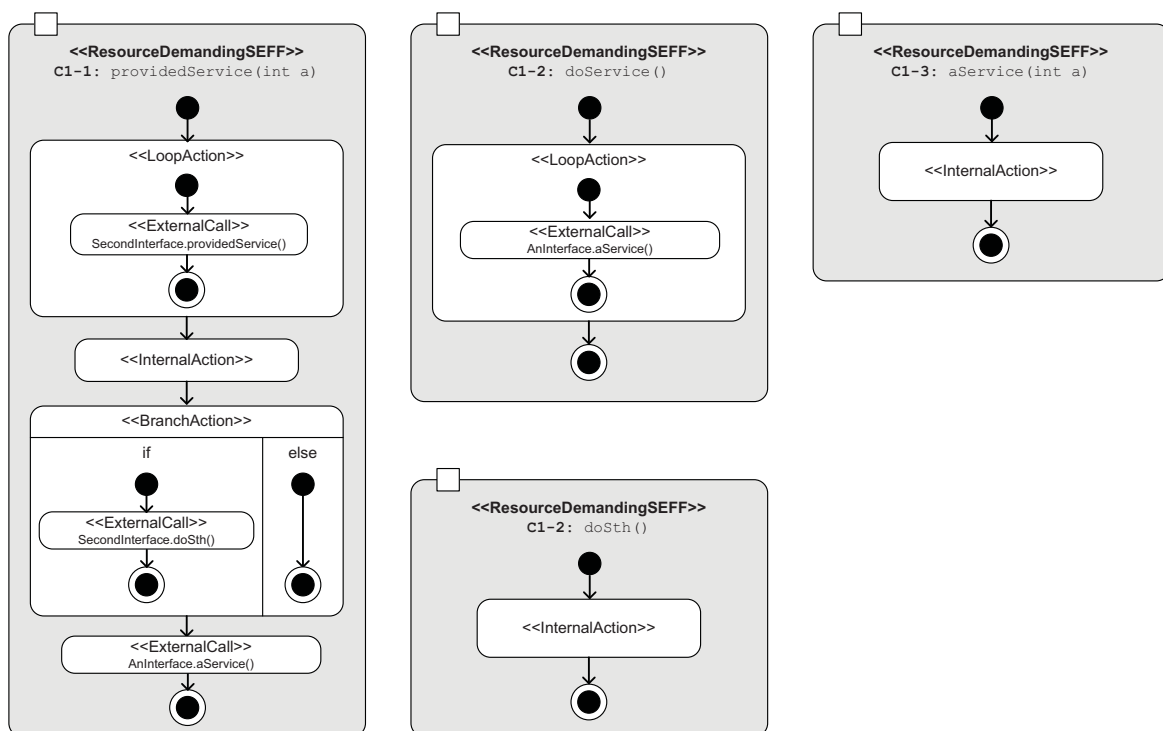 <<ResourceDemandingSEFF>>
C1-1: providedService(int a)
<<LoopAction>>
<<ExternalCall>>
SecondInterface.providedService()
<<InternalAction>>
<<BranchAction>>
if
else
<<ExternalCall>>
SecondInterface.doSth()
<<ExternalCall>>
AnInterface.aService()
<<ResourceDemandingSEFF>>
C1-2: doService()
<<LoopAction>>
<<ExternalCall>>
AnInterface.aService()
<<ResourceDemandingSEFF>>
C1-2: doSth()
<<InternalAction>>
<<ResourceDemandingSEFF>>
C1-3: aService(int a)
<<InternalAction>>